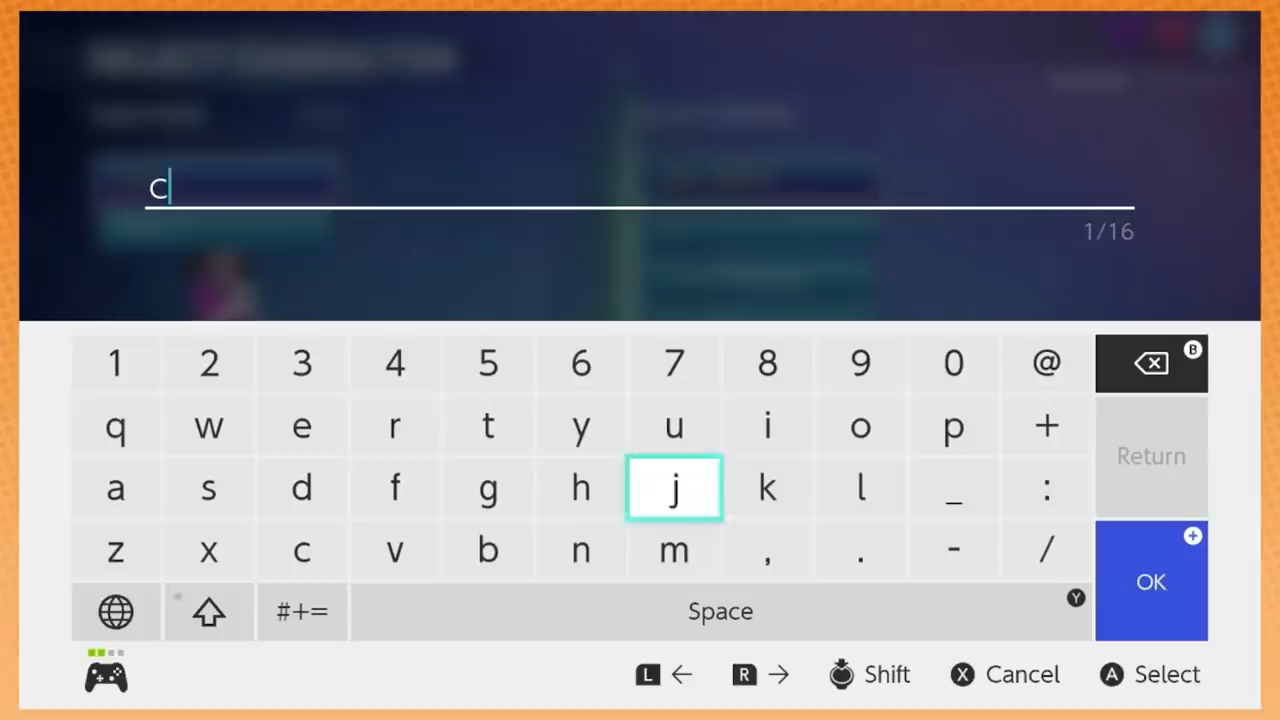 C
1/16
1 2 3 4 5 6 7 8 9 0 @ B
q w e r t y u i o p + Return
a s d f g h j k l _ :
z x c v b n m , . - / + OK
#+= Space Y
L ← R → Shift X Cancel A Select